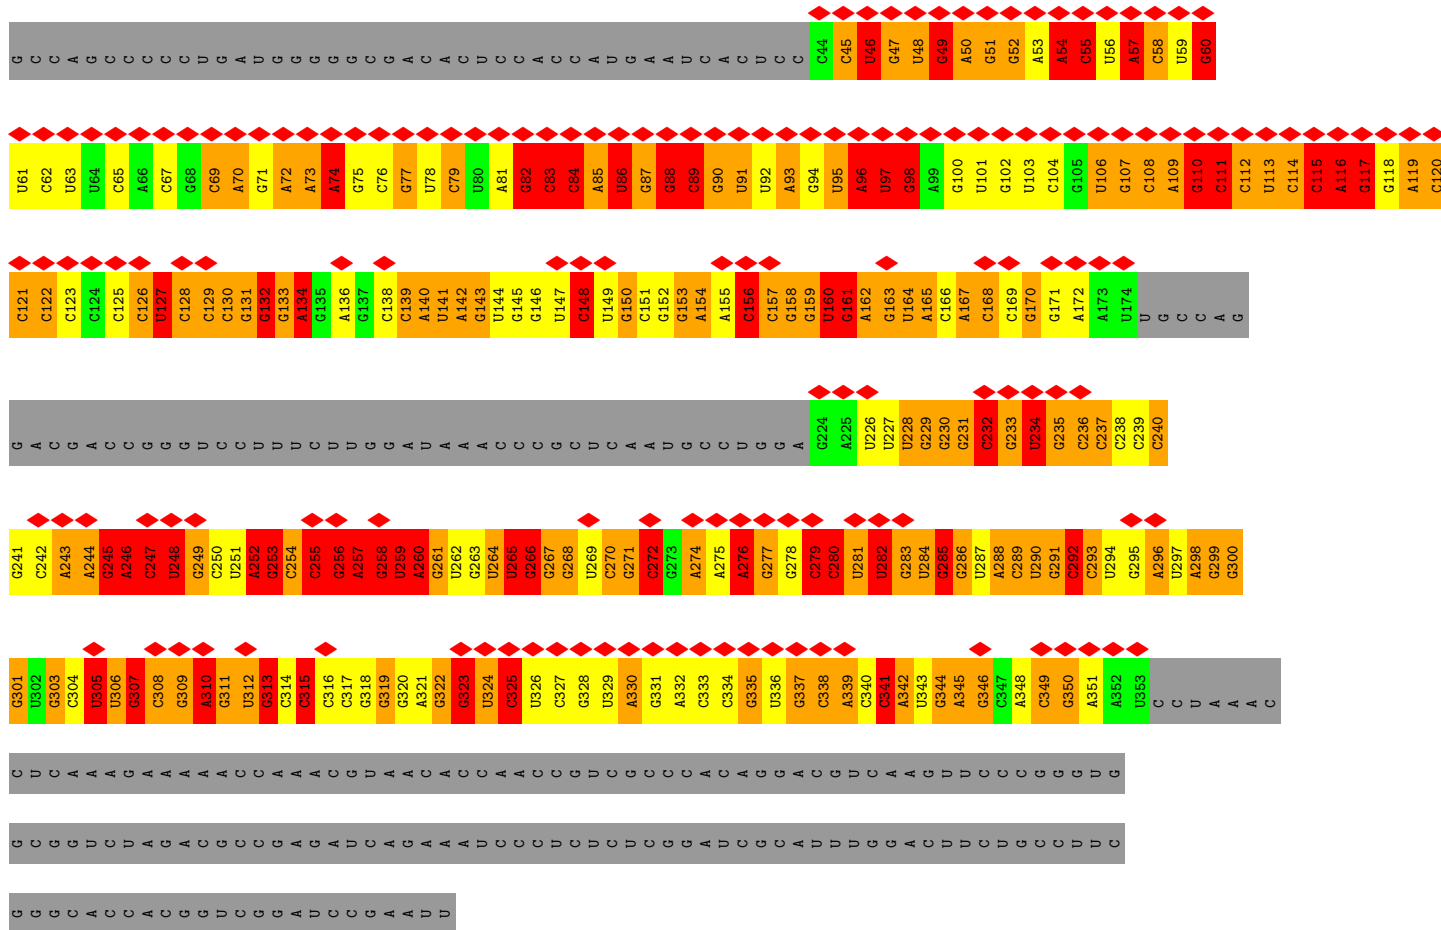 G C C A G C C C C C U G A U G G G G G C G A C A C U C C A C C A U G A A U C A C U C C C44 C45 U46 G47 U48 G49 A50 G51 G52 A53 A54 C55 U56 A57 C58 U59 G60
U61 C62 U63 U64 C65 A66 C67 G68 C69 A70 G71 A72 A73 A74 G75 C76 G77 U78 C79 U80 A81 G82 C83 C84 A85 U86 G87 G88 C89 G90 U91 U92 A93 G94 U95 A96 U97 G98 A99 G100 U101 G102 U103 C104 G105 U106 G107 C108 A109 G110 C111 C112 U113 C114 C115 A116 G117 G118 A119 C120
C121 C122 C123 C124 C125 C126 U127 C128 C129 C130 G131 G132 G133 A134 G135 A136 G137 C138 C139 A140 U141 A142 G143 U144 G145 G146 U147 C148 U149 G150 C151 G152 G153 A154 A155 C156 C157 G158 G159 U160 G161 A162 G163 U164 A165 C166 A167 C168 C169 G170 G171 A172 A173 U174 U G C C A G
G A C G A C C G G G U C C U U U C U U G G A U A A A C C C G C U C A A U G C C U G G A G224 A225 U226 U227 U228 G229 G230 G231 C232 G233 U234 G235 C236 C237 C238 C239 C240
G241 C242 A243 A244 G245 A246 C247 U248 G249 C250 U251 A252 G253 C254 C255 G256 A257 G258 U259 A260 G261 U262 G263 U264 U265 G266 G267 G268 U269 C270 G271 C272 G273 A274 A275 A276 G277 G278 C279 C280 U281 U282 G283 U284 G285 G286 U287 A288 C289 U290 G291 C292 C293 U294 G295 A296 U297 A298 G299 G300
G301 U302 G303 C304 U305 U306 G307 C308 G309 A310 G311 U312 G313 C314 C315 C316 C317 G318 G319 G320 A321 G322 G323 U324 C325 U326 C327 G328 U329 A330 G331 A332 C333 C334 G335 U336 G337 C338 A339 C340 C341 A342 U343 G344 A345 G346 C347 A348 C349 G350 A351 A352 U353 C C U A A A C
C U C A A A G A A A A A C C A A A C G U A A C A C C A A C C G U C G C C C A C A G G A C G U C A A G U U C C C G G G U G
G C G G U C U A G A C G C C G A G A U C A G A A A U C C C U C U C U C G G A U C G C A U U U G G A C U U C U G C C U U C
G G G C A C C A C G G U C G G A U C C G A A U U